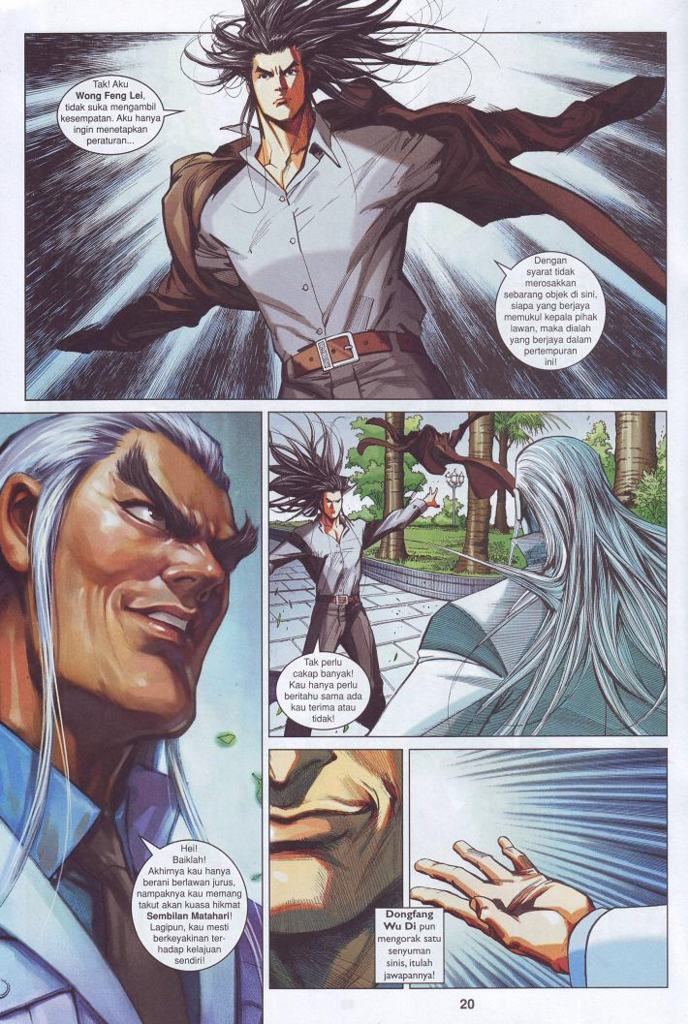 Tak! Aku
Wong Feng Lei,
tidak suka mengambil
kesempatan. Aku hanya
ingin menetapkan
peraturan...
Dengan
syarat tidak
merosakkan
sebarang objek di sini,
siapa yang berjaya
memukul kepala pihak
lawan, maka dialah
yang berjaya dalam
pertempuran
ini!
Hei!
Baiklah!
Akhirnya kau hanya
berani berlawan jurus,
nampaknya kau memang
takut akan kuasa hikmat
Sembilan Matahari!
Lagipun, kau mesti
berkeyakinan ter-
hadap kelajuan
sendiri!
Tak perlu
cakap banyak!
Kau hanya perlu
beritahu sama ada
kau terima atau
tidak!
Dongfang
Wu Di pun
mengorak satu
senyuman
sinis, itulah
jawapannya!
20